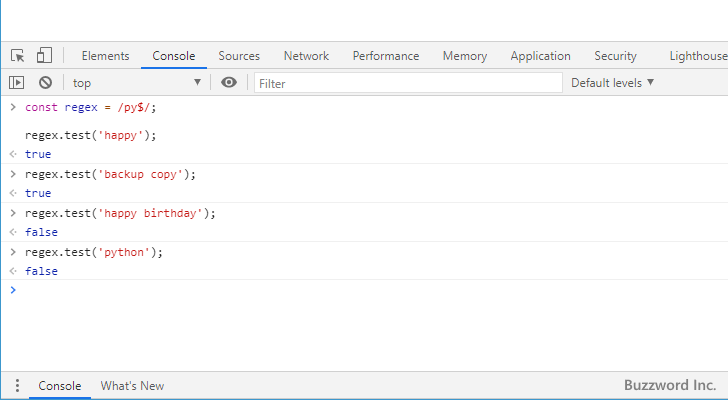 Elements Console Sources Network Performance Memory Application Security Lighthouse
top Filter Default levels
const regex = /py$/;
regex.test('happy');
true
regex.test('backup copy');
true
regex.test('happy birthday');
false
regex.test('python');
false
Console What's New Buzzword Inc.